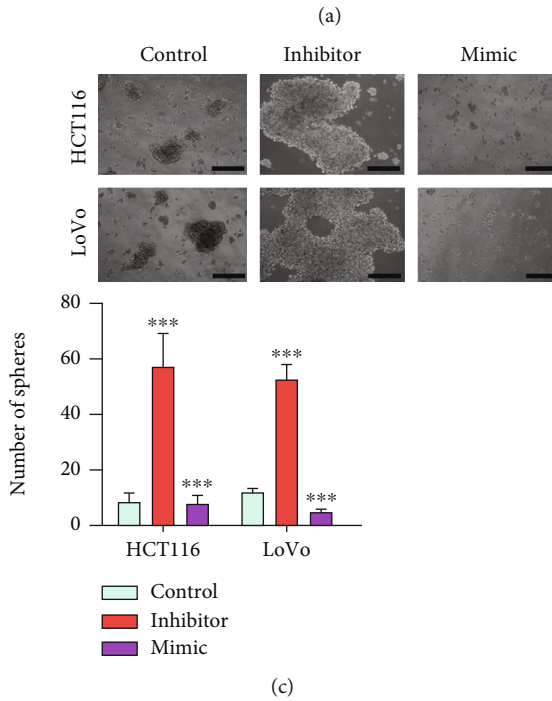 (a)
Control Inhibitor Mimic
HCT116
LoVo
Number of spheres
80
60
40
20
0
***
***
***
***
HCT116 LoVo
Control
Inhibitor
Mimic
(c)